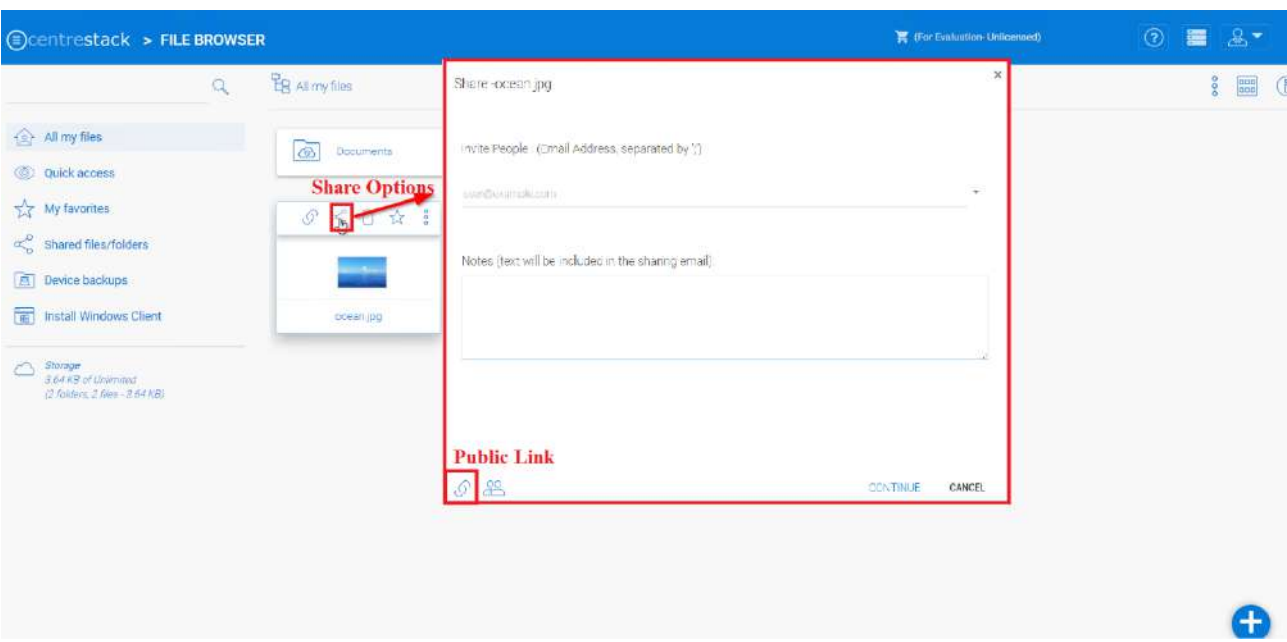 centrestack > FILE BROWSER
(For Evaluation- Unlicensed)
All my files
Share -ocean.jpg
×
All my files
Quick access
My favorites
Shared files/folders
Device backups
Install Windows Client
Storage
3.64 KB of Unlimited
(2 folders, 2 files - 3.64 KB)
Documents
Share Options
ocean.jpg
Invite People (Email Address, separated by ';')
user@example.com
Notes (text will be included in the sharing email)
Public Link
CONTINUE CANCEL